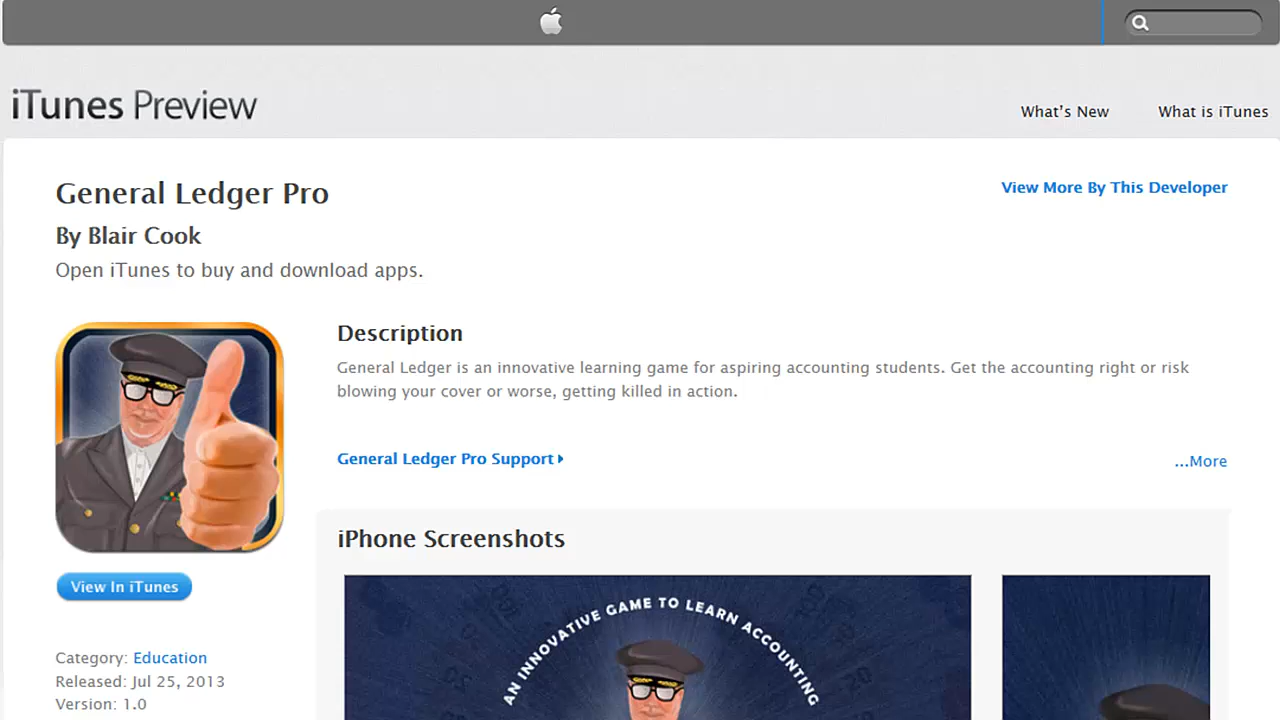 iTunes Preview
What's New
What is iTunes
General Ledger Pro
View More By This Developer
By Blair Cook
Open iTunes to buy and download apps.
Description
General Ledger is an innovative learning game for aspiring accounting students. Get the accounting right or risk
blowing your cover or worse, getting killed in action.
General Ledger Pro Support
...More
iPhone Screenshots
View In iTunes
AN INNOVATIVE GAME TO LEARN ACCOUNTING
Category: Education
Released: Jul 25, 2013
Version: 1.0